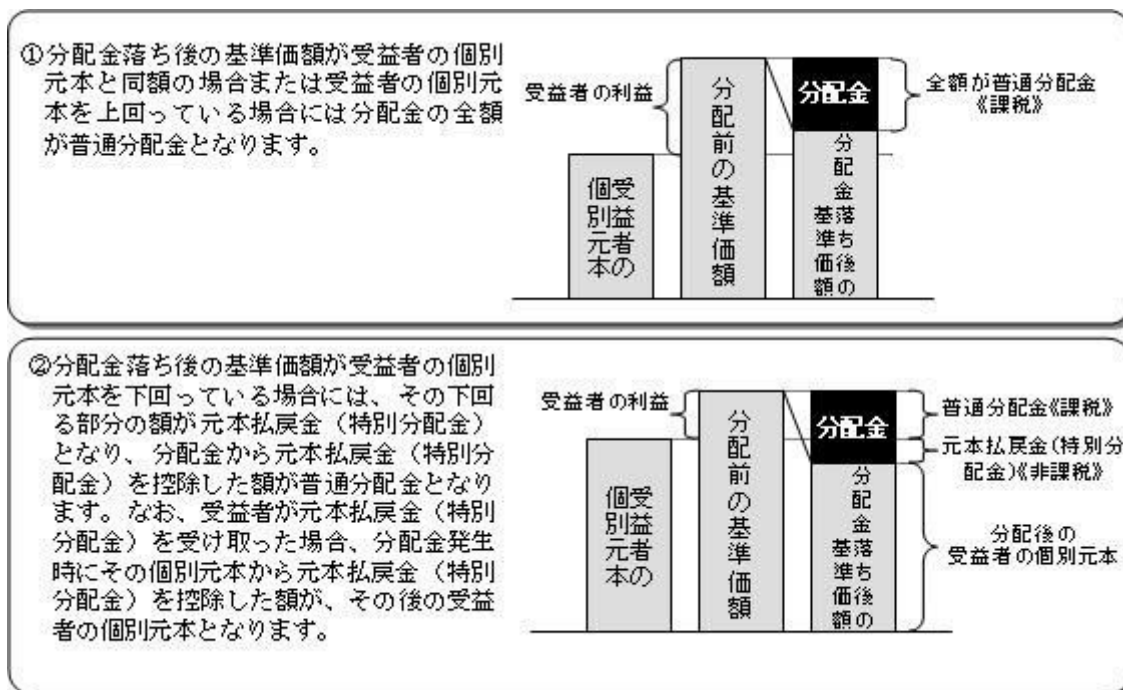 ①分配金落ち後の基準価額が受益者の個別
元本と同額の場合または受益者の個別元
本を上回っている場合には分配金の全額
が普通分配金となります。
受益者の利益
受益者の
個別元本
分配前の基準価額
分配金
分配金落ち後の
基準価額
全額が普通分配金
《課税》
②分配金落ち後の基準価額が受益者の個別
元本を下回っている場合には、その下回
る部分の額が元本払戻金（特別分配金）
となり、分配金から元本払戻金（特別分
配金）を控除した額が普通分配金となり
ます。なお、受益者が元本払戻金（特別
分配金）を受け取った場合、分配金発生
時にその個別元本から元本払戻金（特別
分配金）を控除した額が、その後の受益
者の個別元本となります。
受益者の利益
受益者の
個別元本
分配前の基準価額
分配金
分配金落ち後の
基準価額
普通分配金《課税》
元本払戻金(特別分
配金)《非課税》
分配後の
受益者の個別元本